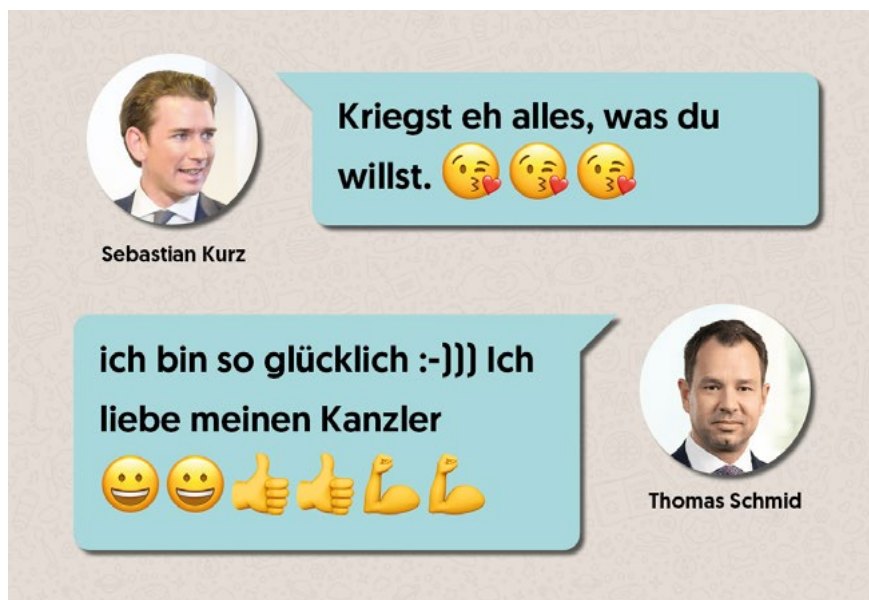 Kriegst eh alles, was du
willst. 😘😘😘
Sebastian Kurz
ich bin so glücklich :-))) Ich
liebe meinen Kanzler
😀😀👍👍💪💪
Thomas Schmid